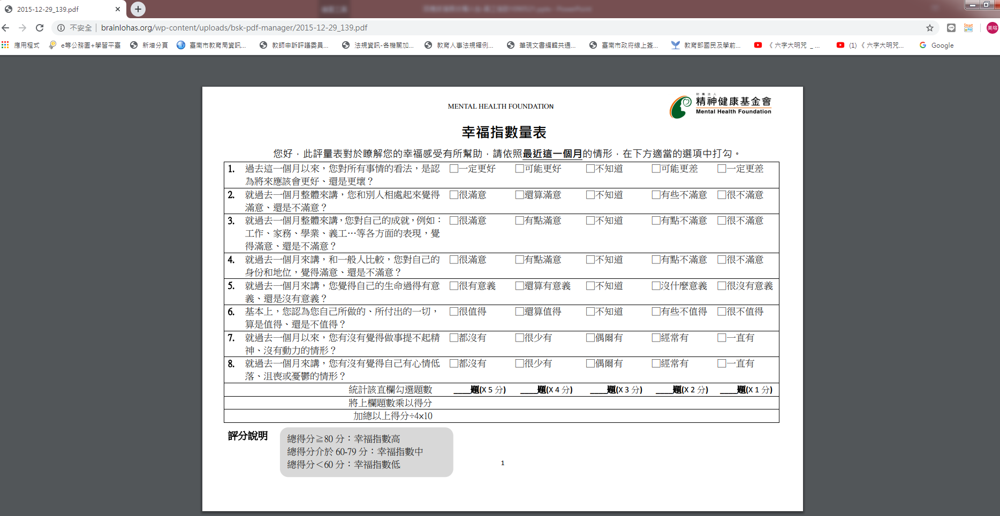 2015-12-29_139.pdf
不安全 brainlohas.org/wp-content/uploads/bsk-pdf-manager/2015-12-29_139.pdf
美瑢
應用程式 e等公務園+學習平臺 新增分頁 臺南市教育局資訊... 教師申訴評議委員... 法規資訊-各機關加... 教育人事法規釋例... 筆硯文書編輯共通... 臺南市政府線上簽... 教育部國民及學前... 《 六字大明咒 _ ... (1) 《 六字大明咒... Google
財團法人
精神健康基金會
Mental Health Foundation
MENTAL HEALTH FOUNDATION
幸福指數量表
您好，此評量表對於瞭解您的幸福感受有所幫助，請依照最近這一個月的情形，在下方適當的選項中打勾。
1. 過去這一個月以來，您對所有事情的看法，是認 □一定更好 □可能更好 □不知道 □可能更差 □一定更差
為將來應該會更好、還是更壞？
2. 就過去一個月整體來講，您和別人相處起來覺得 □很滿意 □還算滿意 □不知道 □有些不滿意 □很不滿意
滿意、還是不滿意？
3. 就過去一個月整體來講，您對自己的成就，例如： □很滿意 □有點滿意 □不知道 □有點不滿意 □很不滿意
工作、家務、學業、義工…等各方面的表現，覺
得滿意、還是不滿意？
4. 就過去一個月來講，和一般人比較，您對自己的 □很滿意 □有點滿意 □不知道 □有點不滿意 □很不滿意
身份和地位，覺得滿意、還是不滿意？
5. 就過去一個月來講，您覺得自己的生命過得有意 □很有意義 □還算有意義 □不知道 □沒什麼意義 □很沒有意義
義、還是沒有意義？
6. 基本上，您認為您自己所做的、所付出的一切， □很值得 □還算值得 □不知道 □有些不值得 □很不值得
算是值得、還是不值得？
7. 就過去一個月以來，您有沒有覺得做事提不起精 □都沒有 □很少有 □偶爾有 □經常有 □一直有
神、沒有動力的情形？
8. 就過去一個月來講，您有沒有覺得自己有心情低 □都沒有 □很少有 □偶爾有 □經常有 □一直有
落、沮喪或憂鬱的情形？
統計該直欄勾選題數 ____題(X 5 分) ____題(X 4 分) ____題(X 3 分) ____題(X 2 分) ____題(X 1 分)
將上欄題數乘以得分
加總以上得分÷4×10
評分說明
總得分≧80 分：幸福指數高
總得分介於 60-79 分：幸福指數中
總得分＜60 分：幸福指數低
1